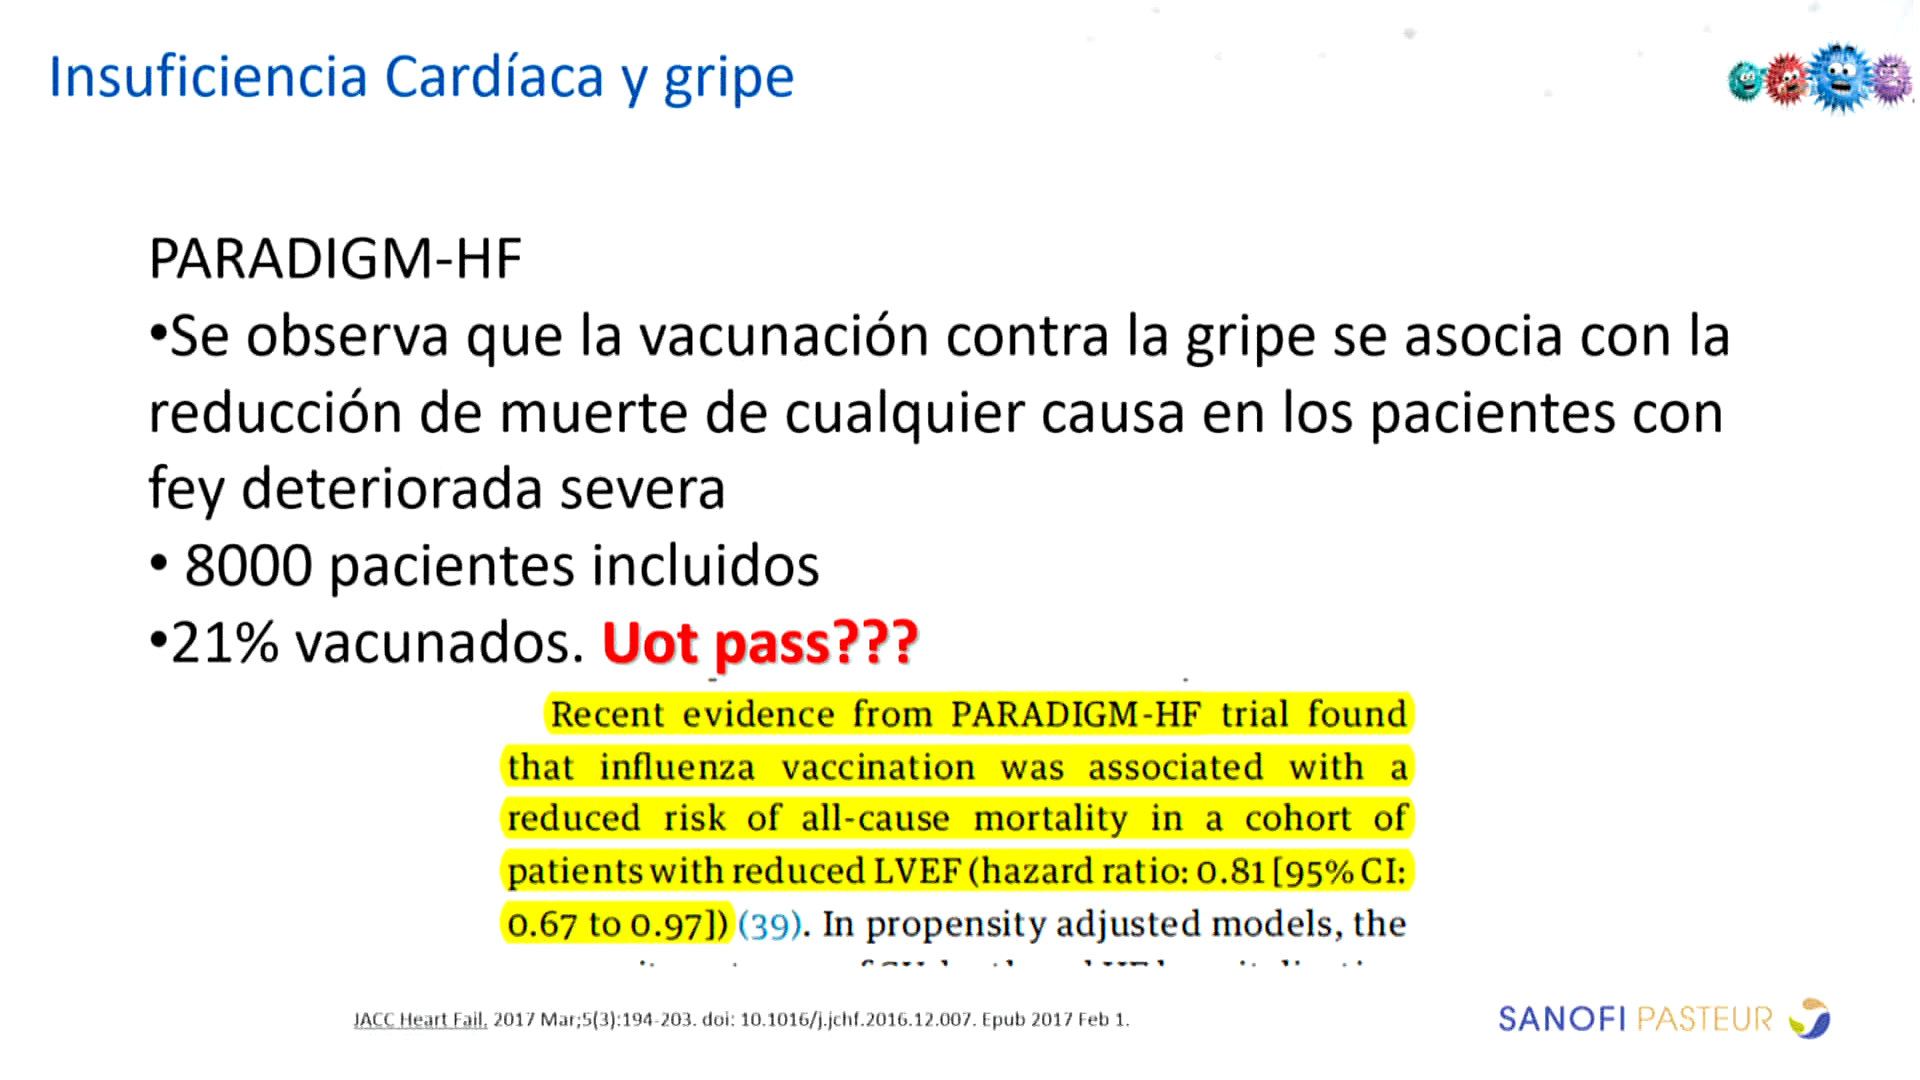 Insuficiencia Cardíaca y gripe
PARADIGM-HF
•Se observa que la vacunación contra la gripe se asocia con la
reducción de muerte de cualquier causa en los pacientes con
fey deteriorada severa
• 8000 pacientes incluidos
•21% vacunados. Uot pass???
Recent evidence from PARADIGM-HF trial found
that influenza vaccination was associated with a
reduced risk of all-cause mortality in a cohort of
patients with reduced LVEF (hazard ratio: 0.81 [95% CI:
0.67 to 0.97]) (39). In propensity adjusted models, the
JACC Heart Fail. 2017 Mar;5(3):194-203. doi: 10.1016/j.jchf.2016.12.007. Epub 2017 Feb 1.
SANOFI PASTEUR